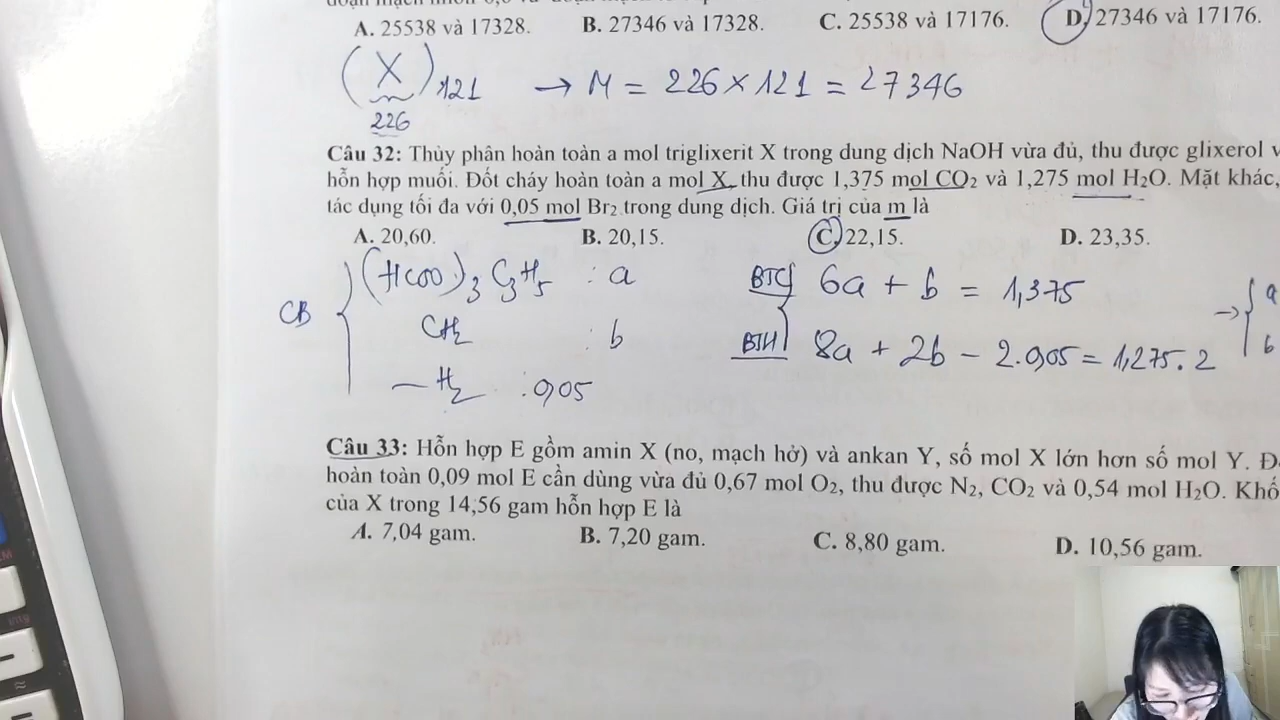 A. 25538 và 17328. B. 27346 và 17328. C. 25538 và 17176. D. 27346 và 17176.
(X)121 → M = 226 × 121 = 27346
226
Câu 32: Thủy phân hoàn toàn a mol triglixerit X trong dung dịch NaOH vừa đủ, thu được glixerol v
hỗn hợp muối. Đốt cháy hoàn toàn a mol X thu được 1,375 mol CO2 và 1,275 mol H2O. Mặt khác,
tác dụng tối đa với 0,05 mol Br2 trong dung dịch. Giá trị của m là
A. 20,60. B. 20,15. C. 22,15. D. 23,35.
(HCOO)3C3H5 : a BTC 6a + b = 1,375
CB CH2 : b BTH 8a + 2b - 2.0,05 = 1,275.2 → { a
b
- H2 : 0,05
Câu 33: Hỗn hợp E gồm amin X (no, mạch hở) và ankan Y, số mol X lớn hơn số mol Y. Đ
hoàn toàn 0,09 mol E cần dùng vừa đủ 0,67 mol O2, thu được N2, CO2 và 0,54 mol H2O. Khố
của X trong 14,56 gam hỗn hợp E là
A. 7,04 gam. B. 7,20 gam. C. 8,80 gam. D. 10,56 gam.